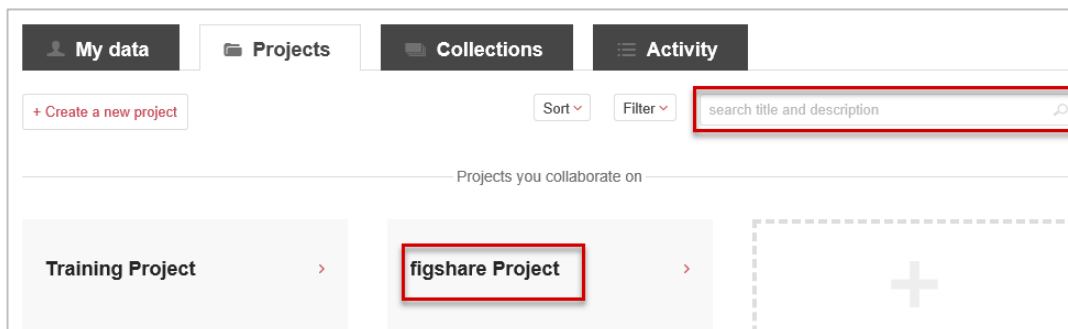 My data Projects Collections Activity
+ Create a new project Sort Filter search title and description
Projects you collaborate on
Training Project figshare Project